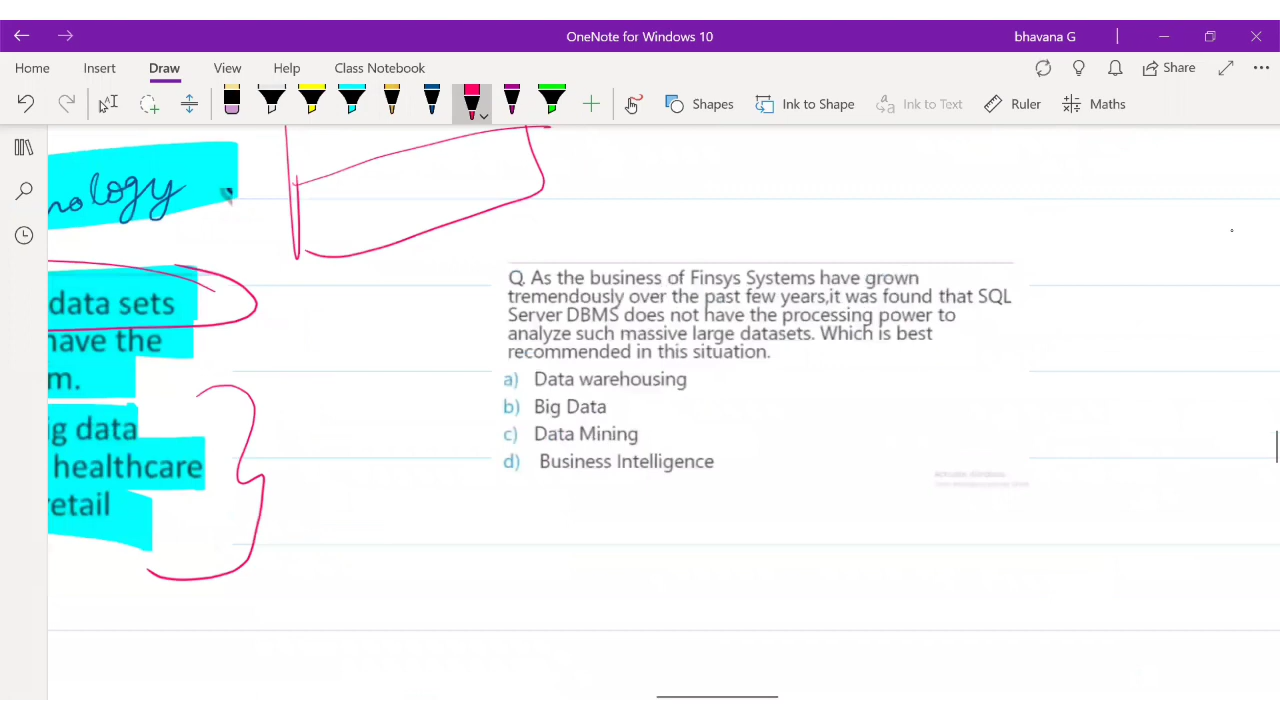 OneNote for Windows 10
bhavana G
Home Insert Draw View Help Class Notebook
Share
Shapes Ink to Shape Ink to Text Ruler Maths
nology
data sets
have the
m.
ig data
healthcare
retail
Q. As the business of Finsys Systems have grown
tremendously over the past few years,it was found that SQL
Server DBMS does not have the processing power to
analyze such massive large datasets. Which is best
recommended in this situation.
a) Data warehousing
b) Big Data
c) Data Mining
d) Business Intelligence